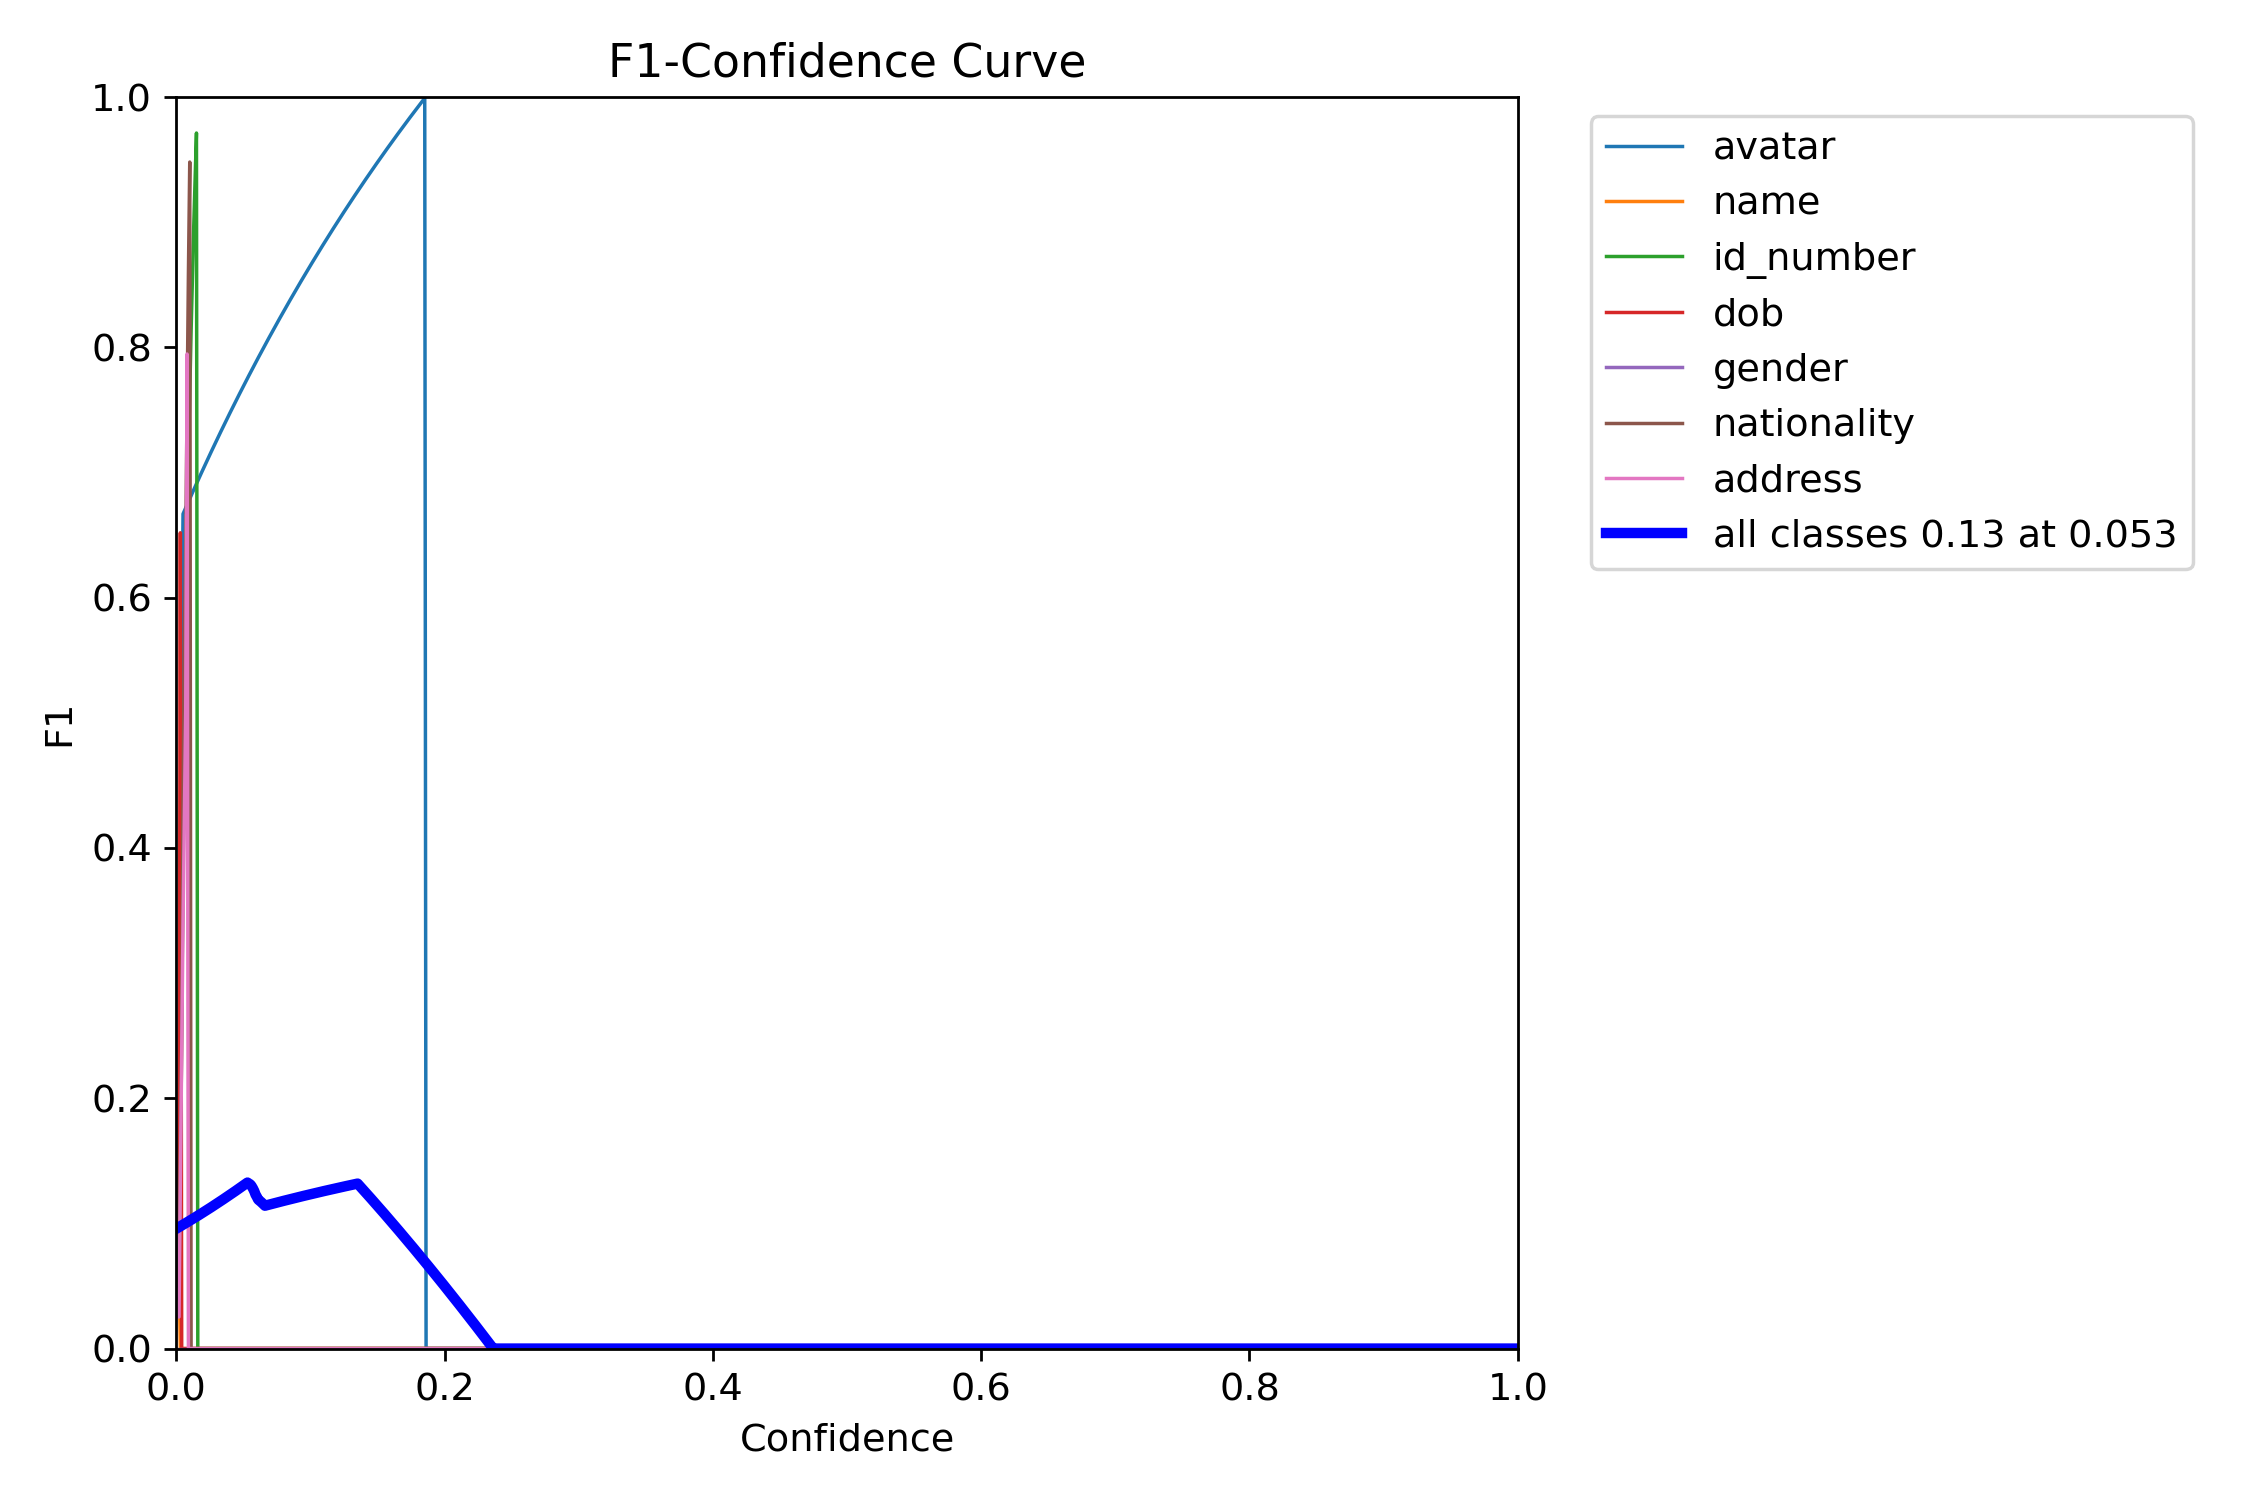 F1-Confidence Curve
1.0
0.8
0.6
0.4
0.2
0.0
F1
0.0 0.2 0.4 0.6 0.8 1.0
Confidence
avatar
name
id_number
dob
gender
nationality
address
all classes 0.13 at 0.053